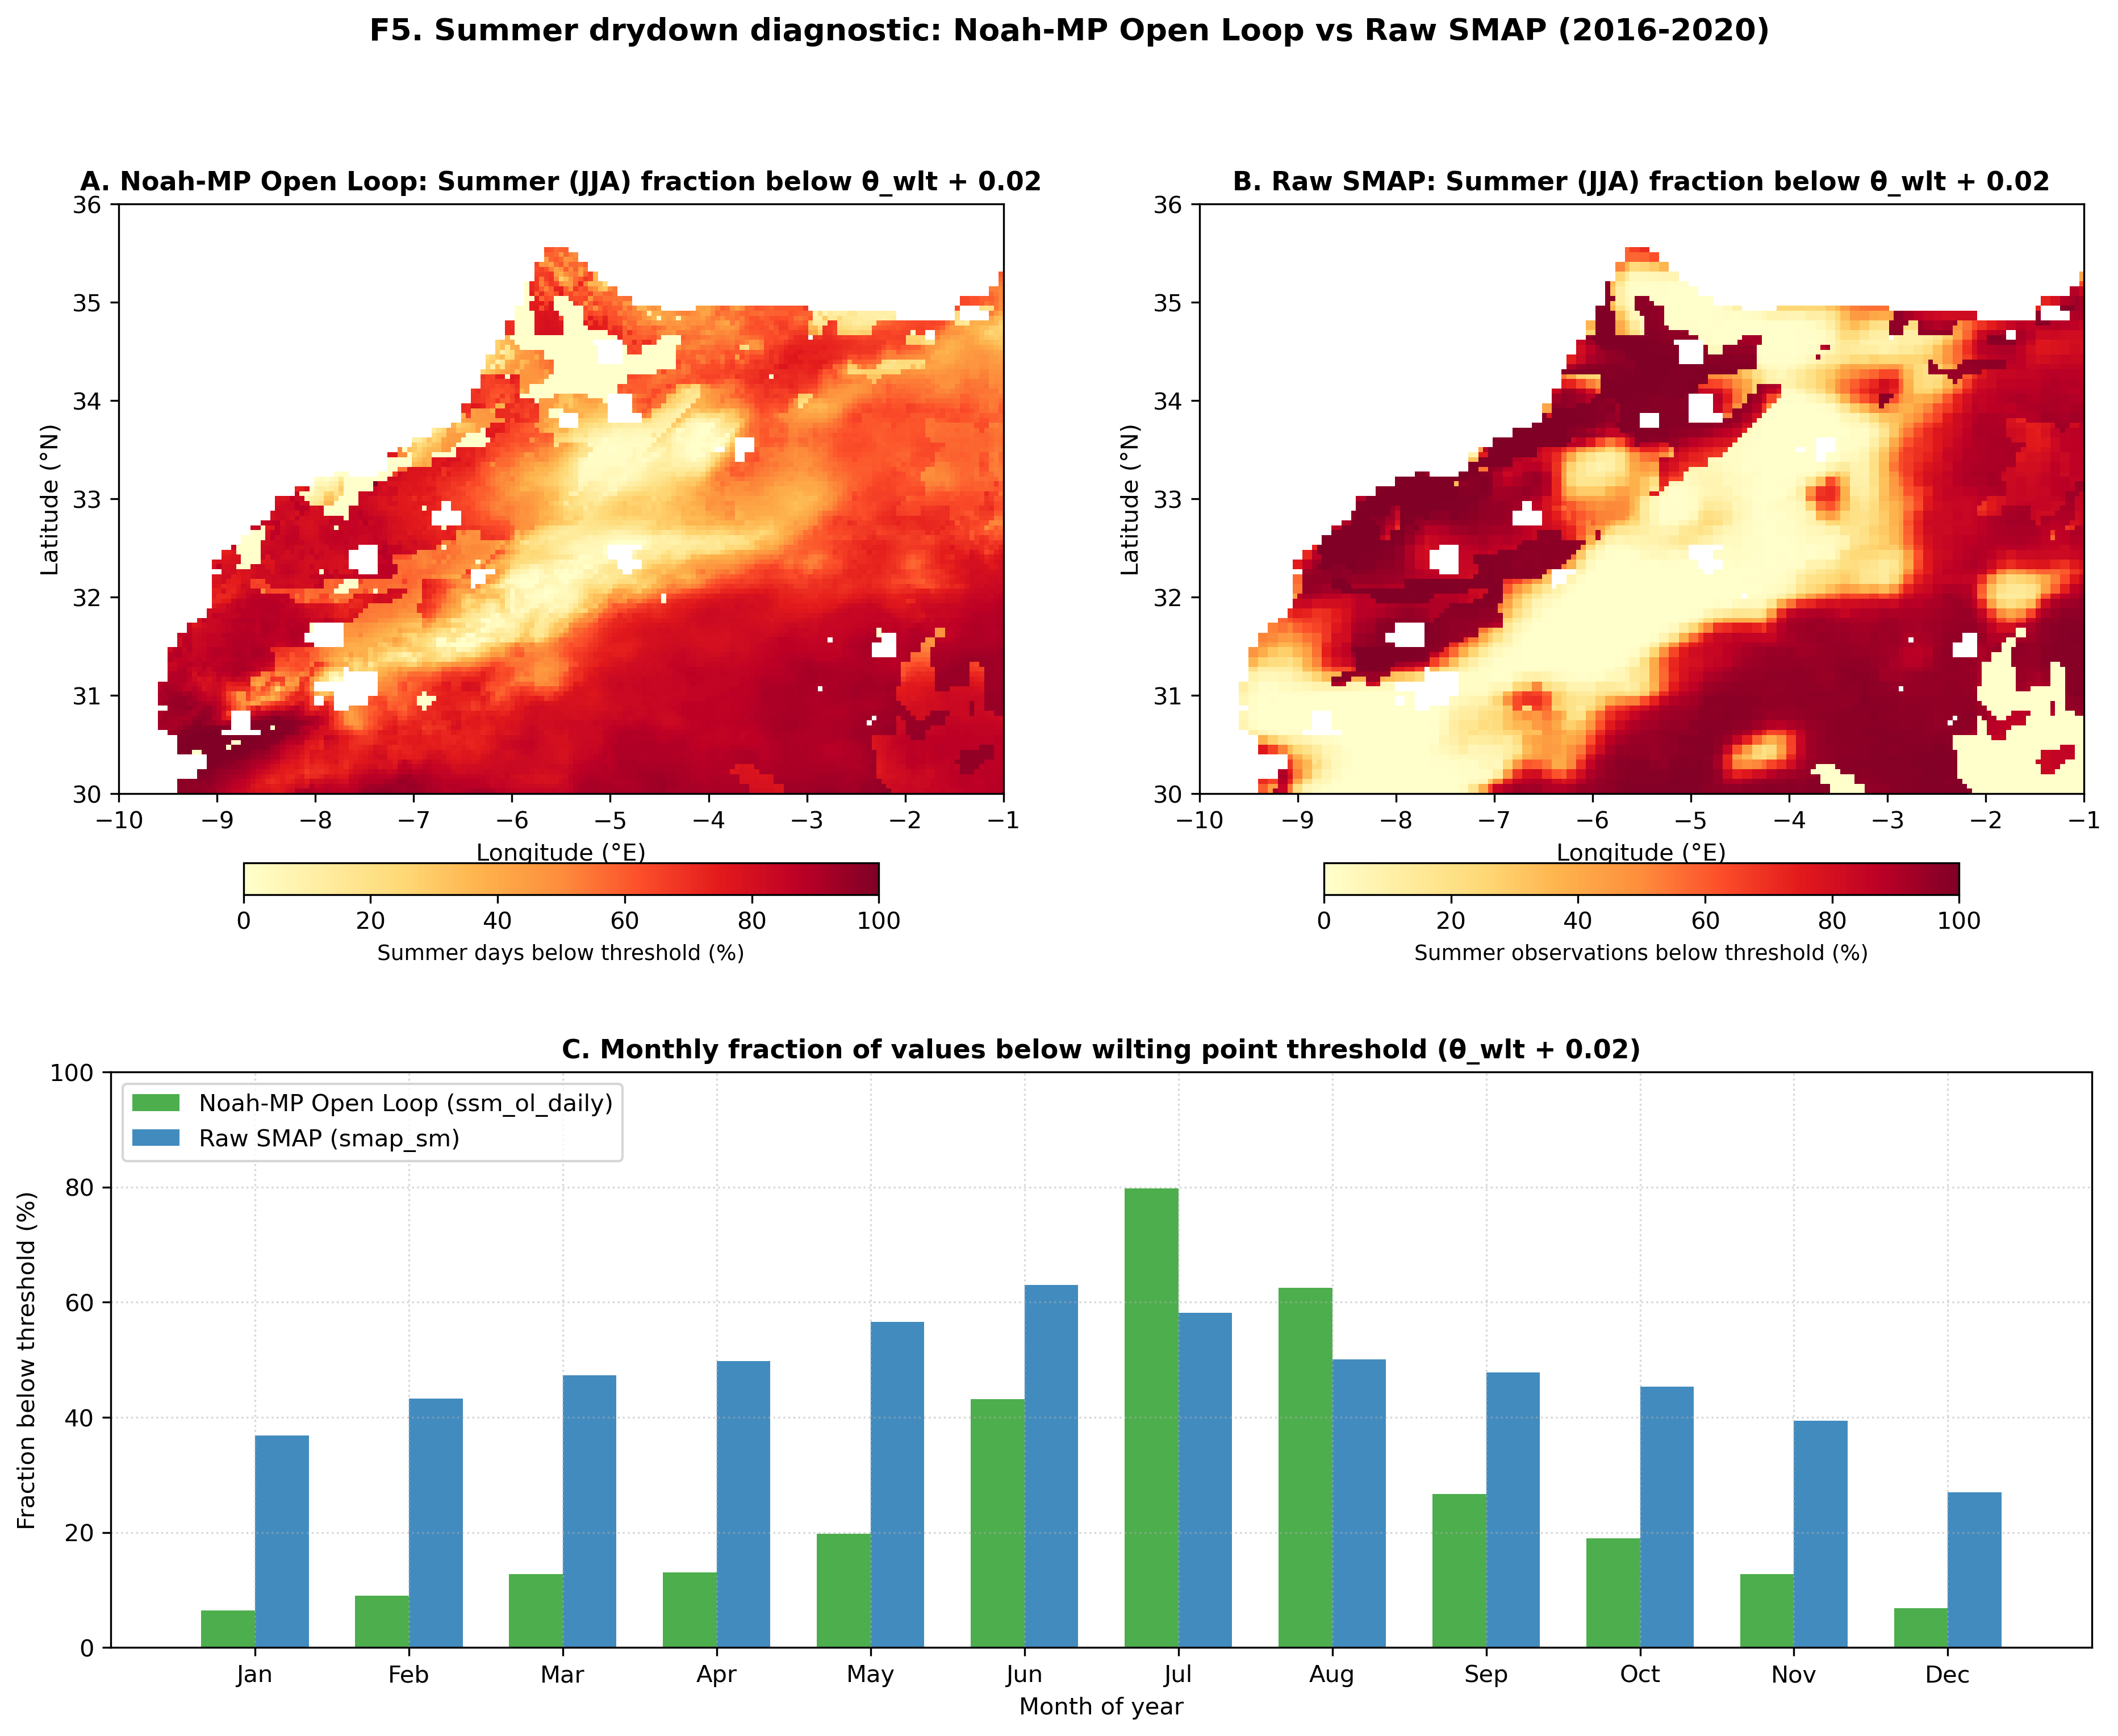 F5. Summer drydown diagnostic: Noah-MP Open Loop vs Raw SMAP (2016-2020)
A. Noah-MP Open Loop: Summer (JJA) fraction below θ_wlt + 0.02
36
35
34
33
32
31
30
Latitude (°N)
−10 −9 −8 −7 −6 −5 −4 −3 −2 −1
Longitude (°E)
0 20 40 60 80 100
Summer days below threshold (%)
B. Raw SMAP: Summer (JJA) fraction below θ_wlt + 0.02
36
35
34
33
32
31
30
Latitude (°N)
−10 −9 −8 −7 −6 −5 −4 −3 −2 −1
Longitude (°E)
0 20 40 60 80 100
Summer observations below threshold (%)
C. Monthly fraction of values below wilting point threshold (θ_wlt + 0.02)
Noah-MP Open Loop (ssm_ol_daily)
Raw SMAP (smap_sm)
100
80
60
40
20
0
Fraction below threshold (%)
Jan Feb Mar Apr May Jun Jul Aug Sep Oct Nov Dec
Month of year